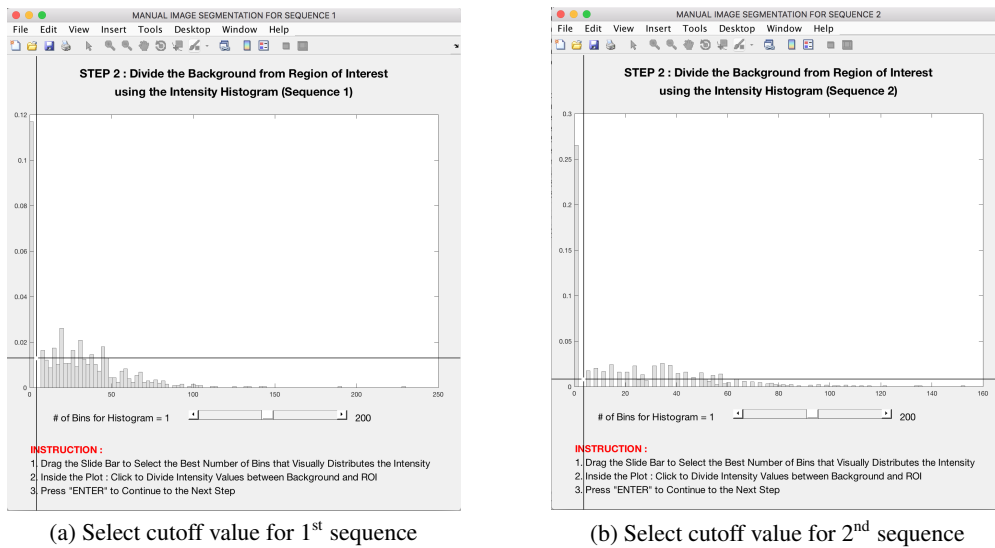 MANUAL IMAGE SEGMENTATION FOR SEQUENCE 1
File Edit View Insert Tools Desktop Window Help
STEP 2 : Divide the Background from Region of Interest
using the Intensity Histogram (Sequence 1)
0.12
0.1
0.08
0.06
0.04
0.02
0
0 50 100 150 200 250
# of Bins for Histogram = 1 200
INSTRUCTION :
1. Drag the Slide Bar to Select the Best Number of Bins that Visually Distributes the Intensity
2. Inside the Plot : Click to Divide Intensity Values between Background and ROI
3. Press "ENTER" to Continue to the Next Step
(a) Select cutoff value for 1st sequence
MANUAL IMAGE SEGMENTATION FOR SEQUENCE 2
File Edit View Insert Tools Desktop Window Help
STEP 2 : Divide the Background from Region of Interest
using the Intensity Histogram (Sequence 2)
0.3
0.25
0.2
0.15
0.1
0.05
0
0 20 40 60 80 100 120 140 160
# of Bins for Histogram = 1 200
INSTRUCTION :
1. Drag the Slide Bar to Select the Best Number of Bins that Visually Distributes the Intensity
2. Inside the Plot : Click to Divide Intensity Values between Background and ROI
3. Press "ENTER" to Continue to the Next Step
(b) Select cutoff value for 2nd sequence